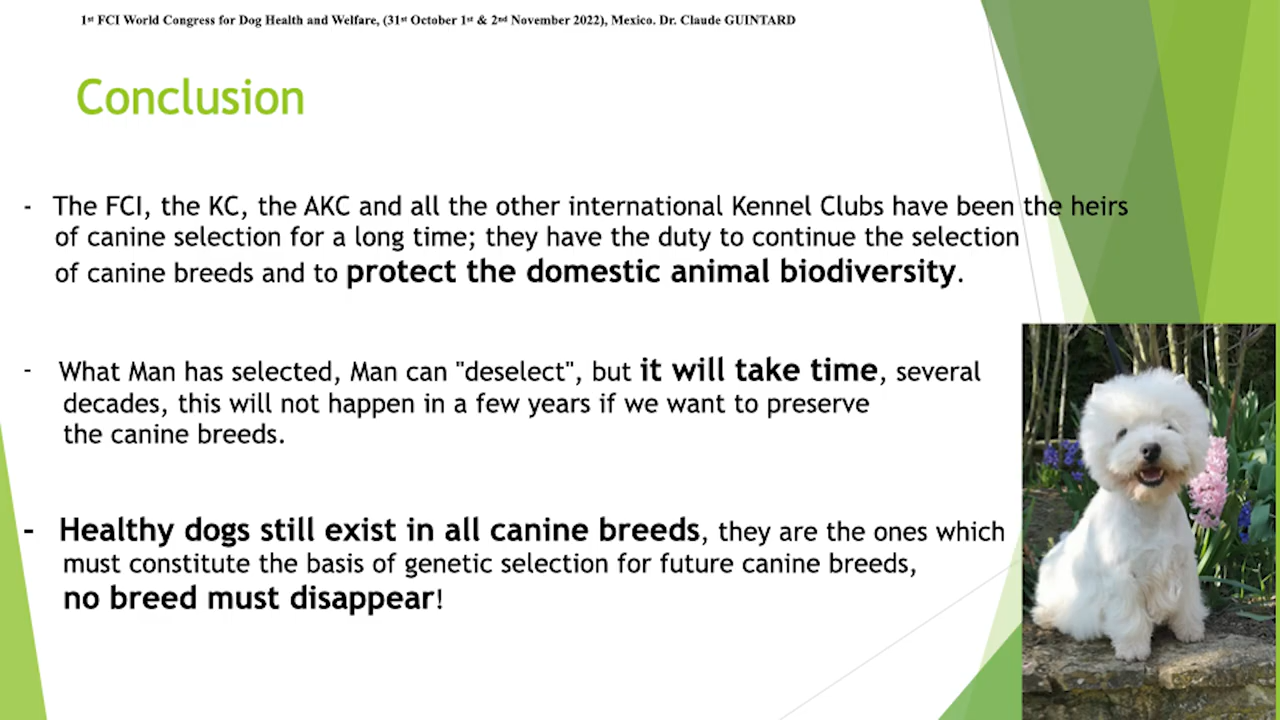 1st FCI World Congress for Dog Health and Welfare, (31st October 1st & 2nd November 2022), Mexico. Dr. Claude GUINTARD
Conclusion
- The FCI, the KC, the AKC and all the other international Kennel Clubs have been the heirs
of canine selection for a long time; they have the duty to continue the selection
of canine breeds and to protect the domestic animal biodiversity.
- What Man has selected, Man can "deselect", but it will take time, several
decades, this will not happen in a few years if we want to preserve
the canine breeds.
- Healthy dogs still exist in all canine breeds, they are the ones which
must constitute the basis of genetic selection for future canine breeds,
no breed must disappear!